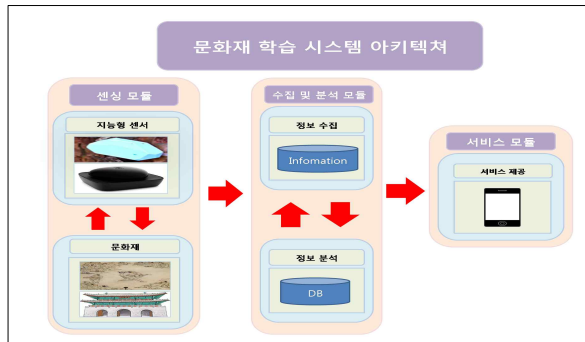 문화재 학습 시스템 아키텍쳐
센싱 모듈
지능형 센서
문화재
수집 및 분석 모듈
정보 수집
Infomation
정보 분석
DB
서비스 모듈
서비스 제공